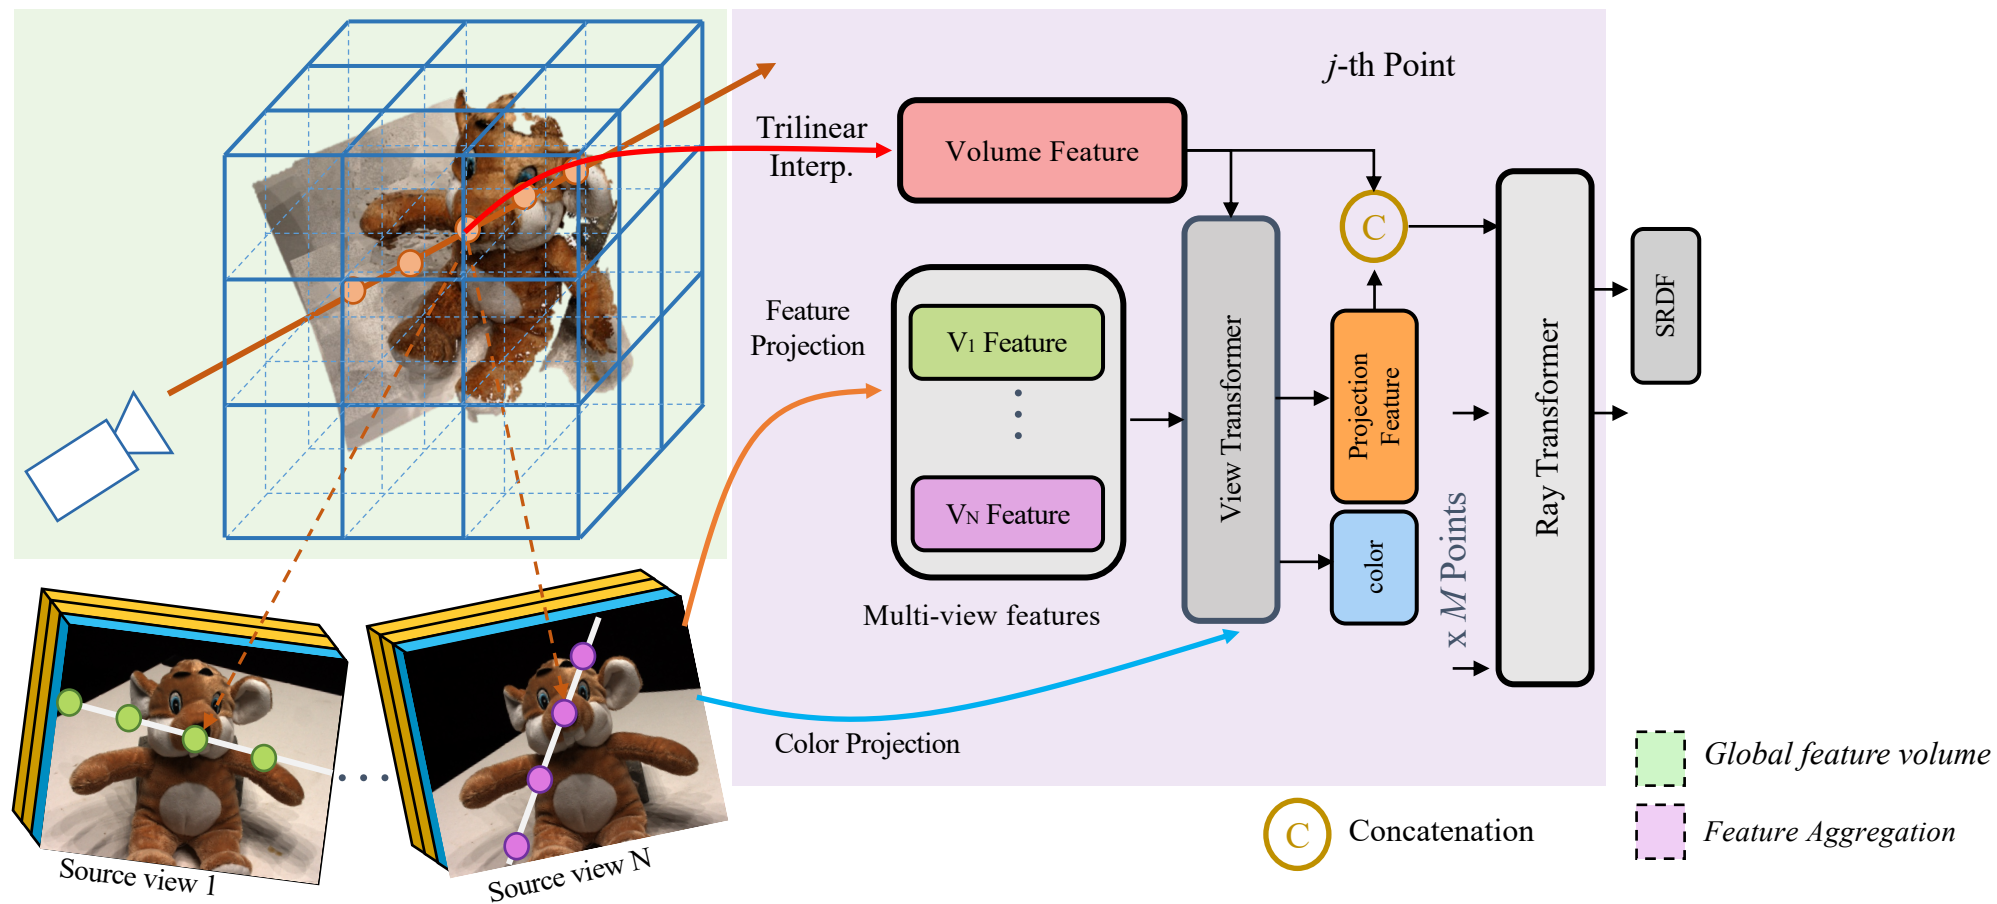 j-th Point
Trilinear
Interp.
Volume Feature
C
Feature
Projection
V1 Feature
VN Feature
Multi-view features
View Transformer
Projection
Feature
color
x M Points
Ray Transformer
SRDF
Color Projection
Source view 1
Source view N
C Concatenation
Global feature volume
Feature Aggregation